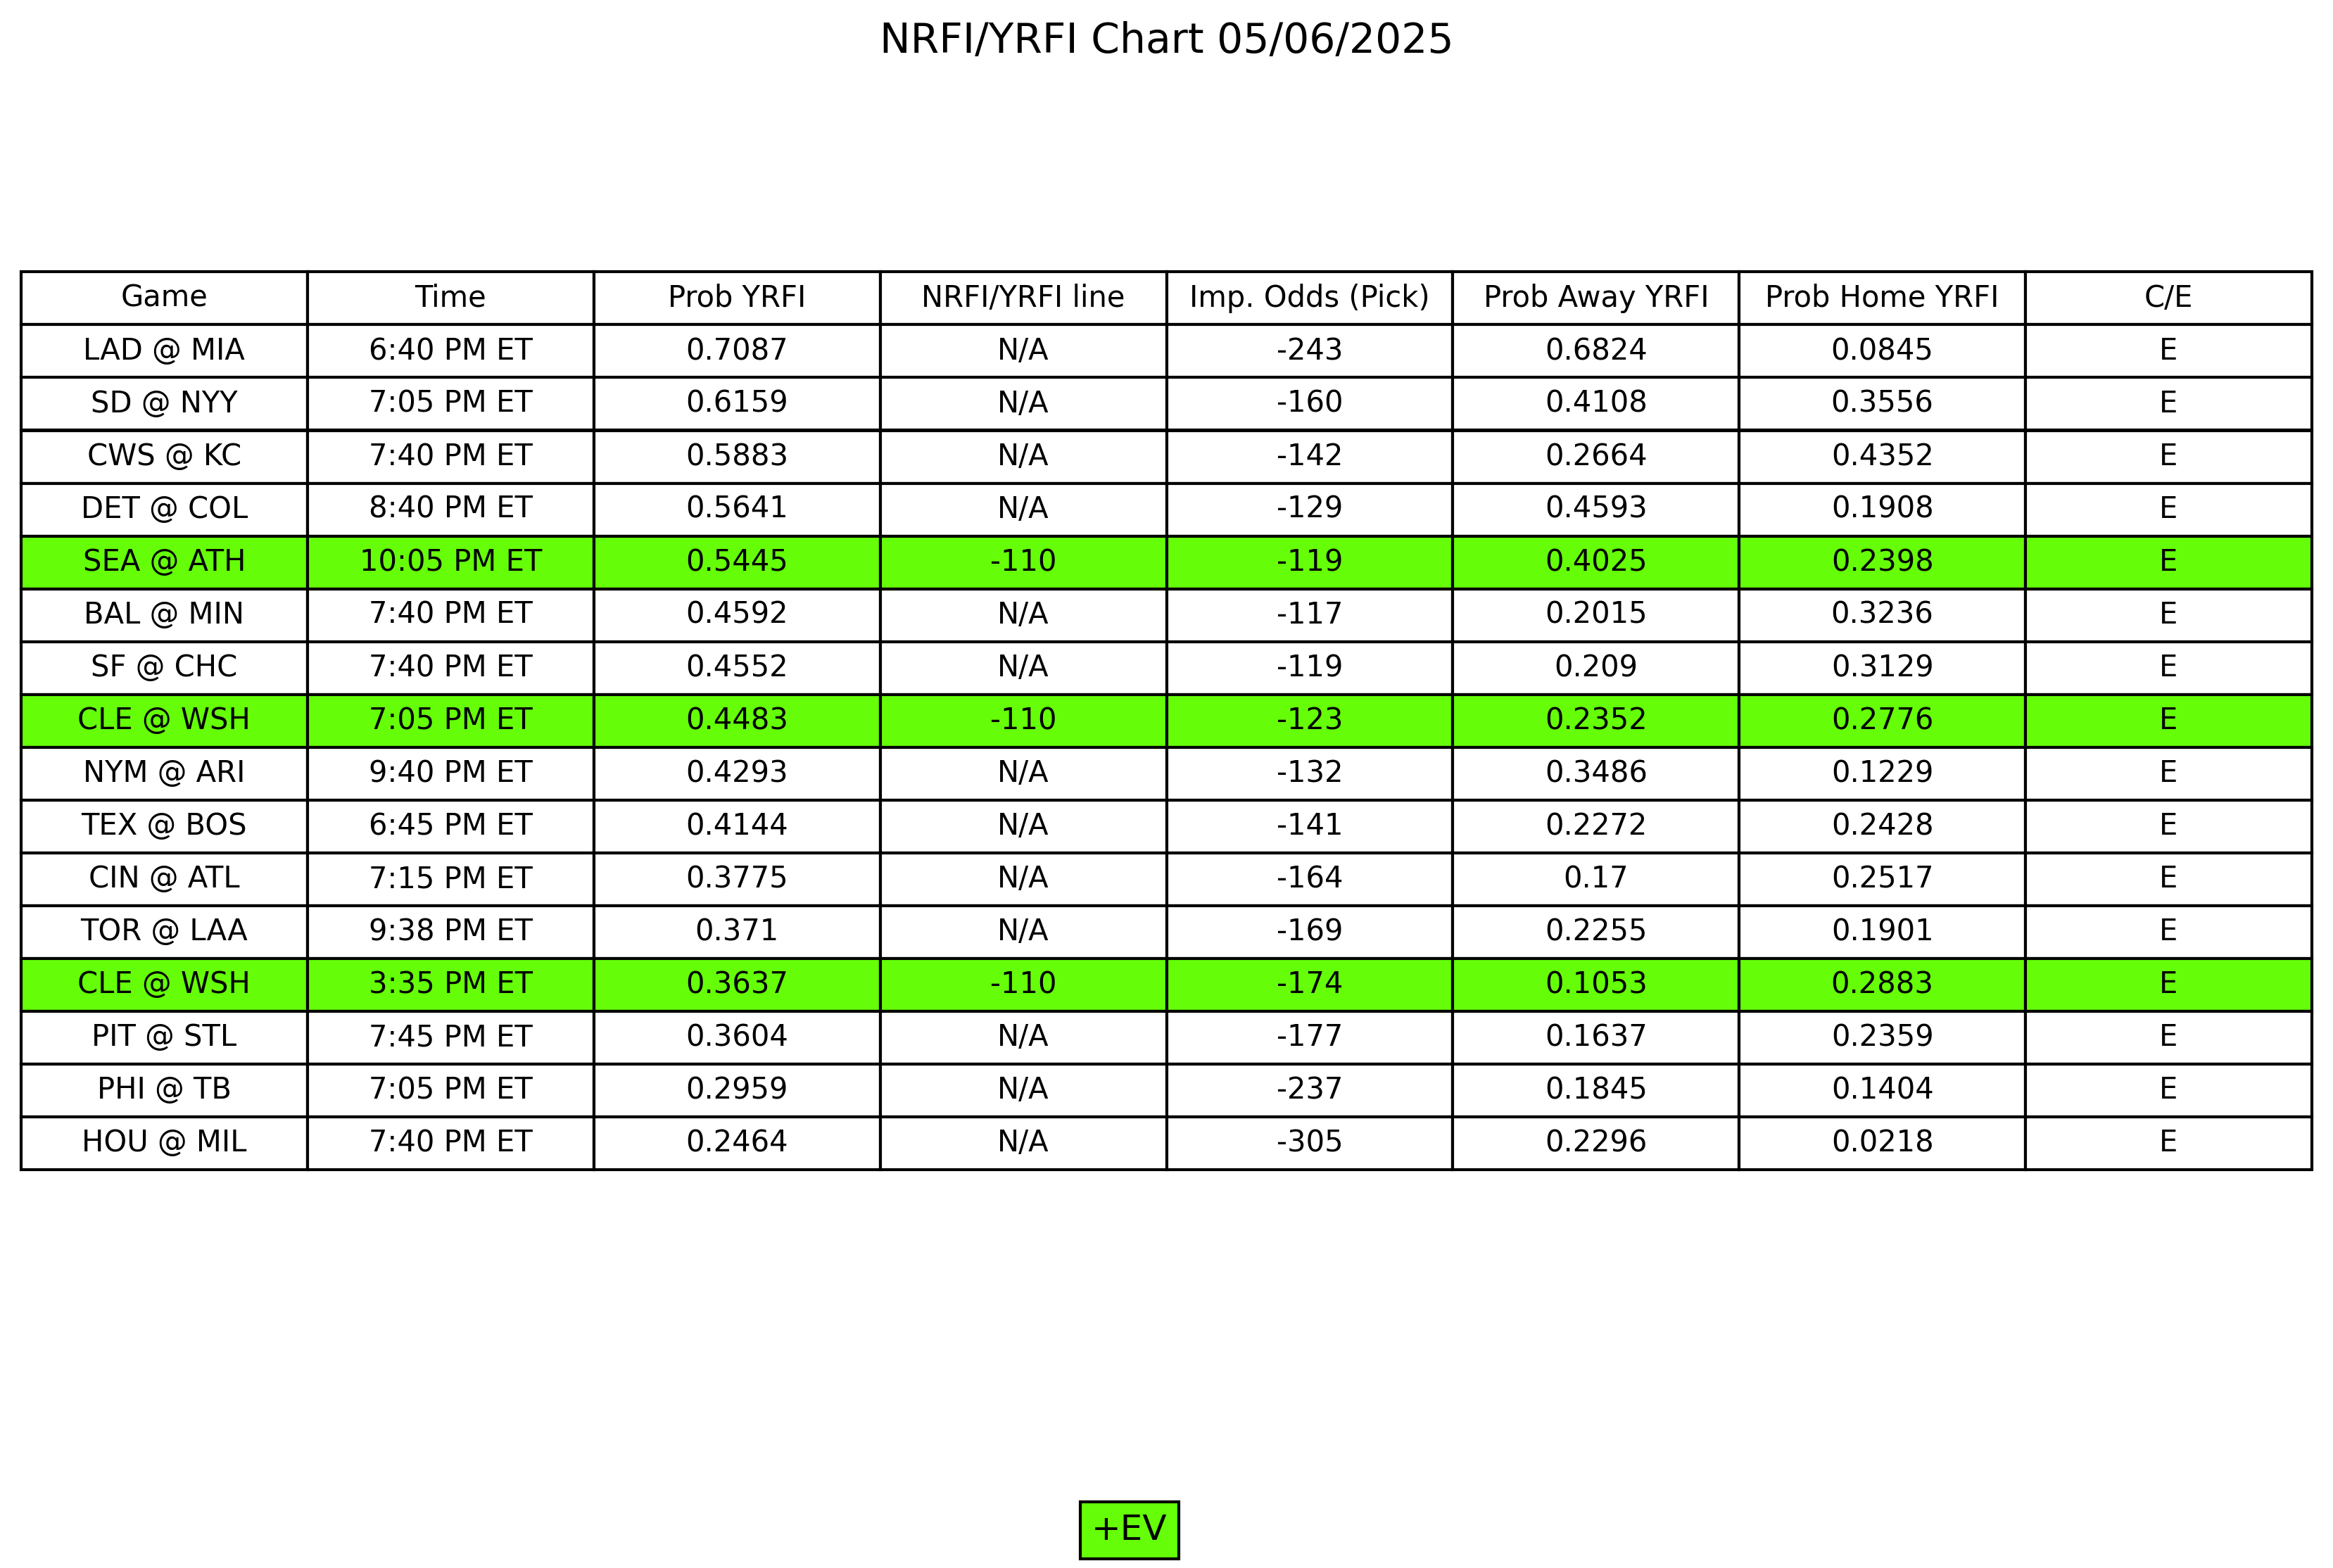 NRFI/YRFI Chart 05/06/2025
Game Time Prob YRFI NRFI/YRFI line Imp. Odds (Pick) Prob Away YRFI Prob Home YRFI C/E
LAD @ MIA 6:40 PM ET 0.7087 N/A -243 0.6824 0.0845 E
SD @ NYY 7:05 PM ET 0.6159 N/A -160 0.4108 0.3556 E
CWS @ KC 7:40 PM ET 0.5883 N/A -142 0.2664 0.4352 E
DET @ COL 8:40 PM ET 0.5641 N/A -129 0.4593 0.1908 E
SEA @ ATH 10:05 PM ET 0.5445 -110 -119 0.4025 0.2398 E
BAL @ MIN 7:40 PM ET 0.4592 N/A -117 0.2015 0.3236 E
SF @ CHC 7:40 PM ET 0.4552 N/A -119 0.209 0.3129 E
CLE @ WSH 7:05 PM ET 0.4483 -110 -123 0.2352 0.2776 E
NYM @ ARI 9:40 PM ET 0.4293 N/A -132 0.3486 0.1229 E
TEX @ BOS 6:45 PM ET 0.4144 N/A -141 0.2272 0.2428 E
CIN @ ATL 7:15 PM ET 0.3775 N/A -164 0.17 0.2517 E
TOR @ LAA 9:38 PM ET 0.371 N/A -169 0.2255 0.1901 E
CLE @ WSH 3:35 PM ET 0.3637 -110 -174 0.1053 0.2883 E
PIT @ STL 7:45 PM ET 0.3604 N/A -177 0.1637 0.2359 E
PHI @ TB 7:05 PM ET 0.2959 N/A -237 0.1845 0.1404 E
HOU @ MIL 7:40 PM ET 0.2464 N/A -305 0.2296 0.0218 E
+EV